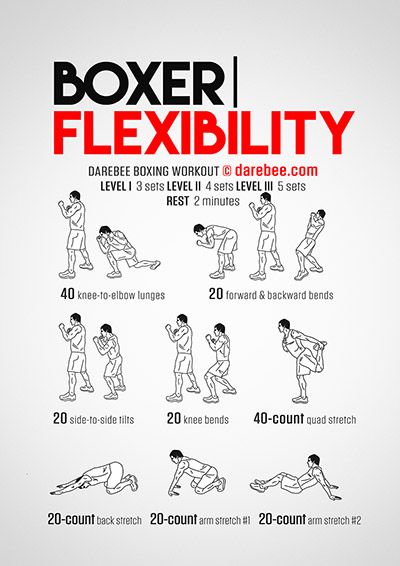 BOXER
FLEXIBILITY
DAREBEE BOXING WORKOUT © darebee.com
LEVEL I 3 sets LEVEL II 4 sets LEVEL III 5 sets
REST 2 minutes
40 knee-to-elbow lunges
20 forward & backward bends
20 side-to-side tilts
20 knee bends
40-count quad stretch
20-count back stretch
20-count arm stretch #1
20-count arm stretch #2